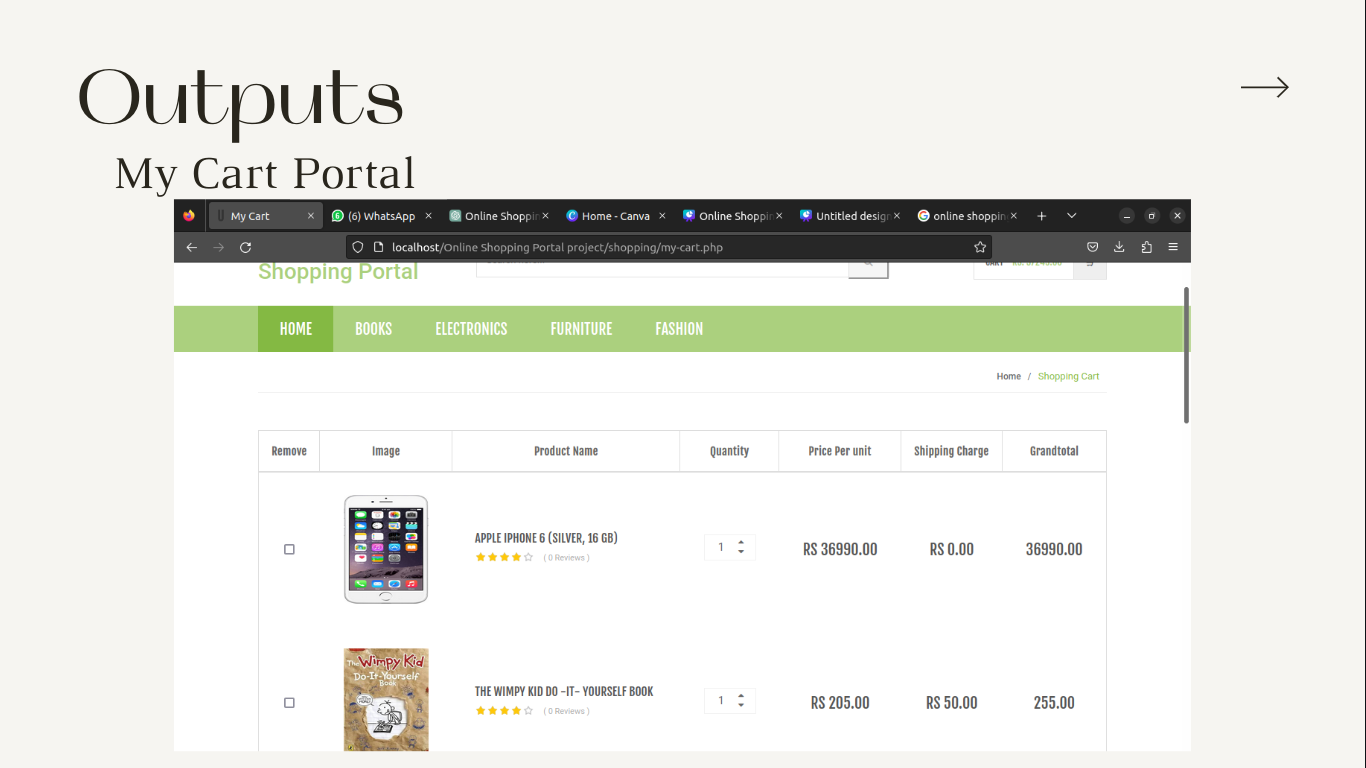 Outputs
My Cart Portal
My Cart
(6) WhatsApp
Online Shoppin
Home - Canva
Online Shoppin
Untitled design
online shoppin
localhost/Online Shopping Portal project/shopping/my-cart.php
Shopping Portal
HOME BOOKS ELECTRONICS FURNITURE FASHION
Home / Shopping Cart
Remove Image Product Name Quantity Price Per unit Shipping Charge Grandtotal
APPLE IPHONE 6 (SILVER, 16 GB)
( 0 Reviews )
1 RS 36990.00 RS 0.00 36990.00
The Wimpy Kid
Do-It-Yourself
Book
THE WIMPY KID DO -IT- YOURSELF BOOK
( 0 Reviews )
1 RS 205.00 RS 50.00 255.00